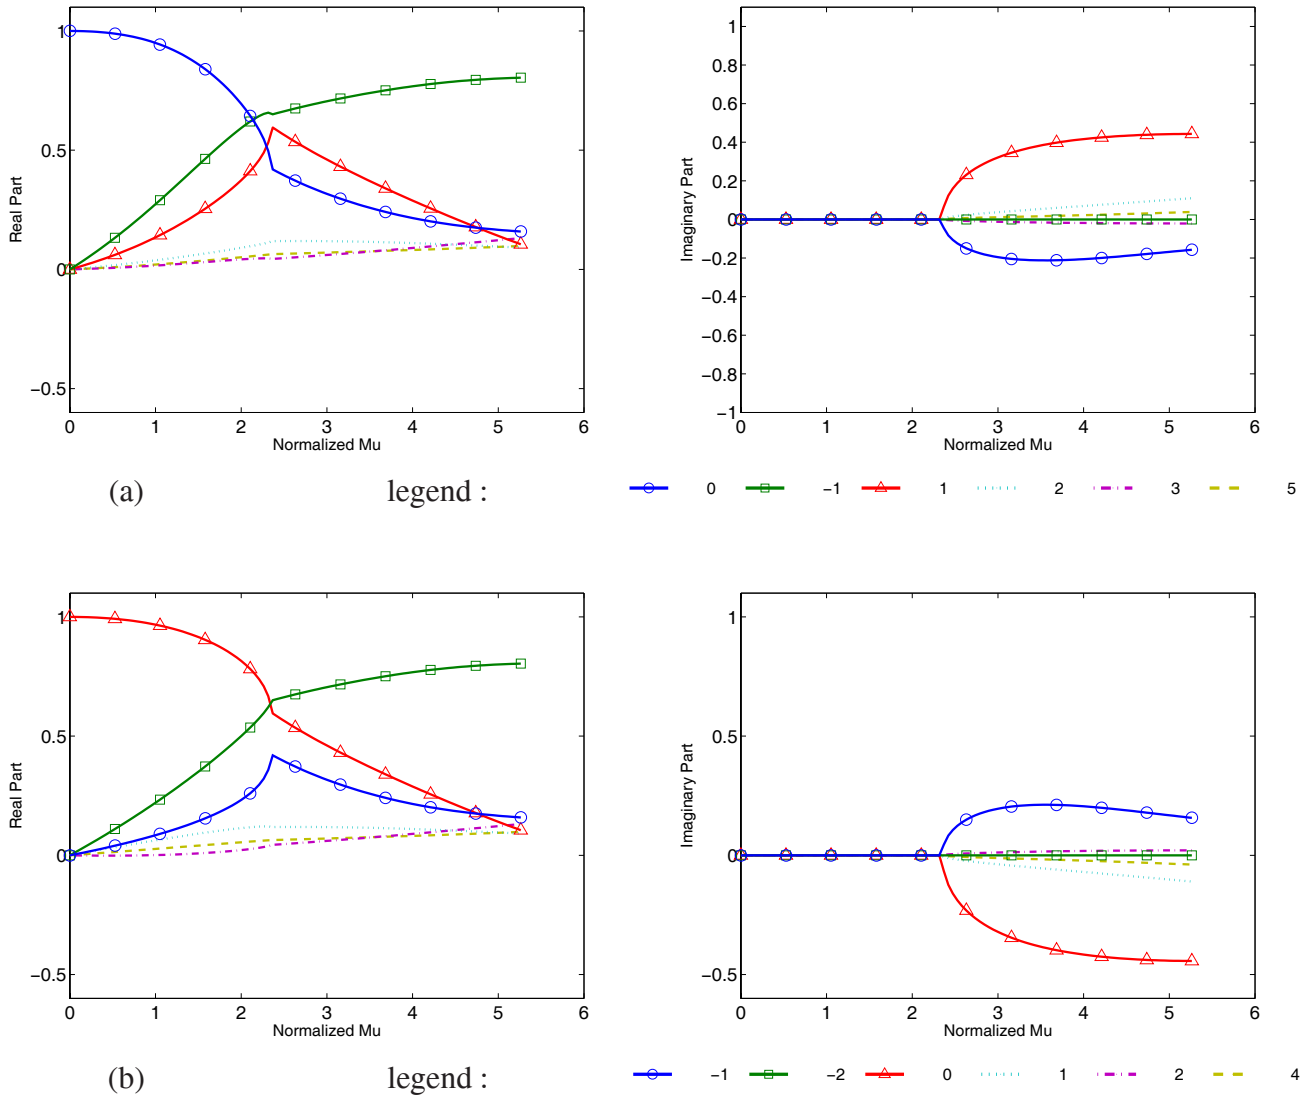 1
0.5
0
−0.5
Real Part
0 1 2 3 4 5 6
Normalized Mu
1
0.8
0.6
0.4
0.2
0
−0.2
−0.4
−0.6
−0.8
−1
Imaginary Part
0 1 2 3 4 5 6
Normalized Mu
(a) legend : 0 −1 1 2 3 5
1
0.5
0
−0.5
Real Part
0 1 2 3 4 5 6
Normalized Mu
1
0.5
0
−0.5
Imaginary Part
0 1 2 3 4 5 6
Normalized Mu
(b) legend : −1 −2 0 1 2 4